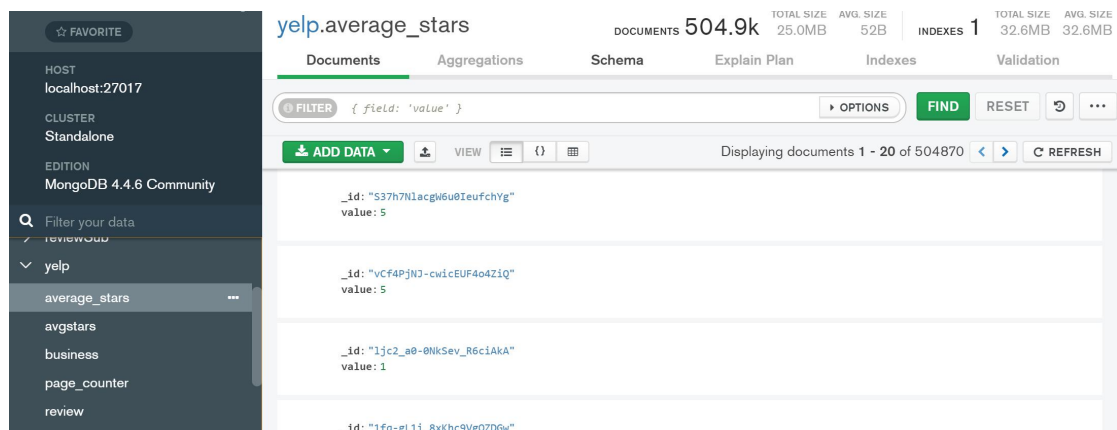 ☆ FAVORITE
HOST
localhost:27017
CLUSTER
Standalone
EDITION
MongoDB 4.4.6 Community
Filter your data
reviewSub
yelp
average_stars
avgstars
business
page_counter
review
yelp.average_stars
DOCUMENTS 504.9k TOTAL SIZE 25.0MB AVG. SIZE 52B INDEXES 1 TOTAL SIZE 32.6MB AVG. SIZE 32.6MB
Documents Aggregations Schema Explain Plan Indexes Validation
FILTER { field: 'value' } OPTIONS FIND RESET ...
ADD DATA VIEW {} Displaying documents 1 - 20 of 504870 < > REFRESH
_id: "S37h7NlacgW6u0IeufchYg"
value: 5
_id: "vCf4PjNJ-cwicEUF4o4ZiQ"
value: 5
_id: "ljc2_a0-0NkSev_R6ciAkA"
value: 1
_id: